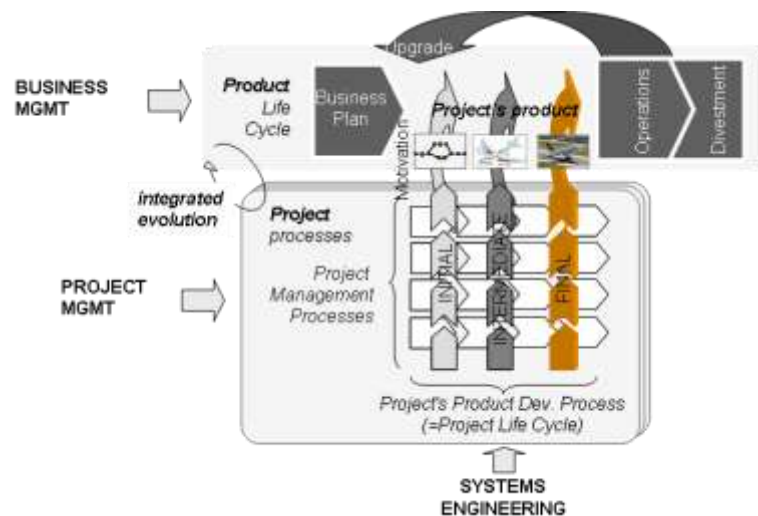 Upgrade
BUSINESS
MGMT
Product
Life
Cycle
Business
Plan
Project's product
Operations
Divestment
Motivation
integrated
evolution
Project
processes
PROJECT
MGMT
Project
Management
Processes
INITIAL
INTERMEDIATE
FINAL
Project's Product Dev. Process
(=Project Life Cycle)
SYSTEMS
ENGINEERING